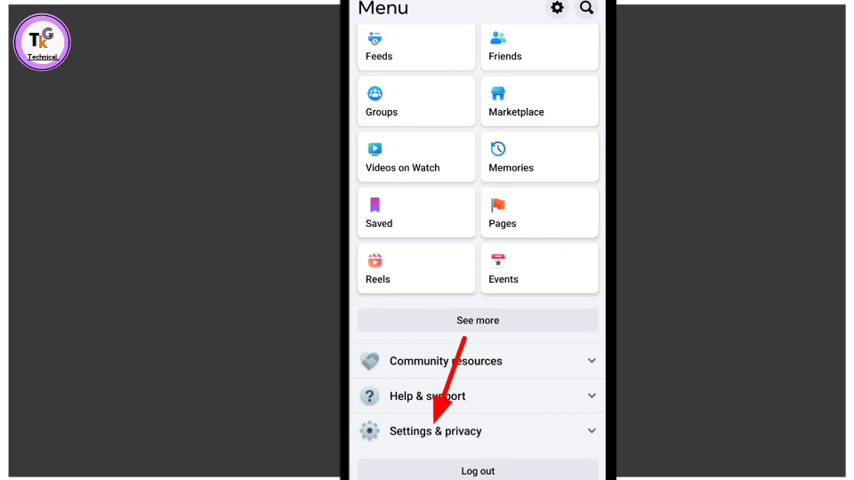 TKG
Technical
Menu
Feeds
Friends
Groups
Marketplace
Videos on Watch
Memories
Saved
Pages
Reels
Events
See more
Community resources
Help & support
Settings & privacy
Log out